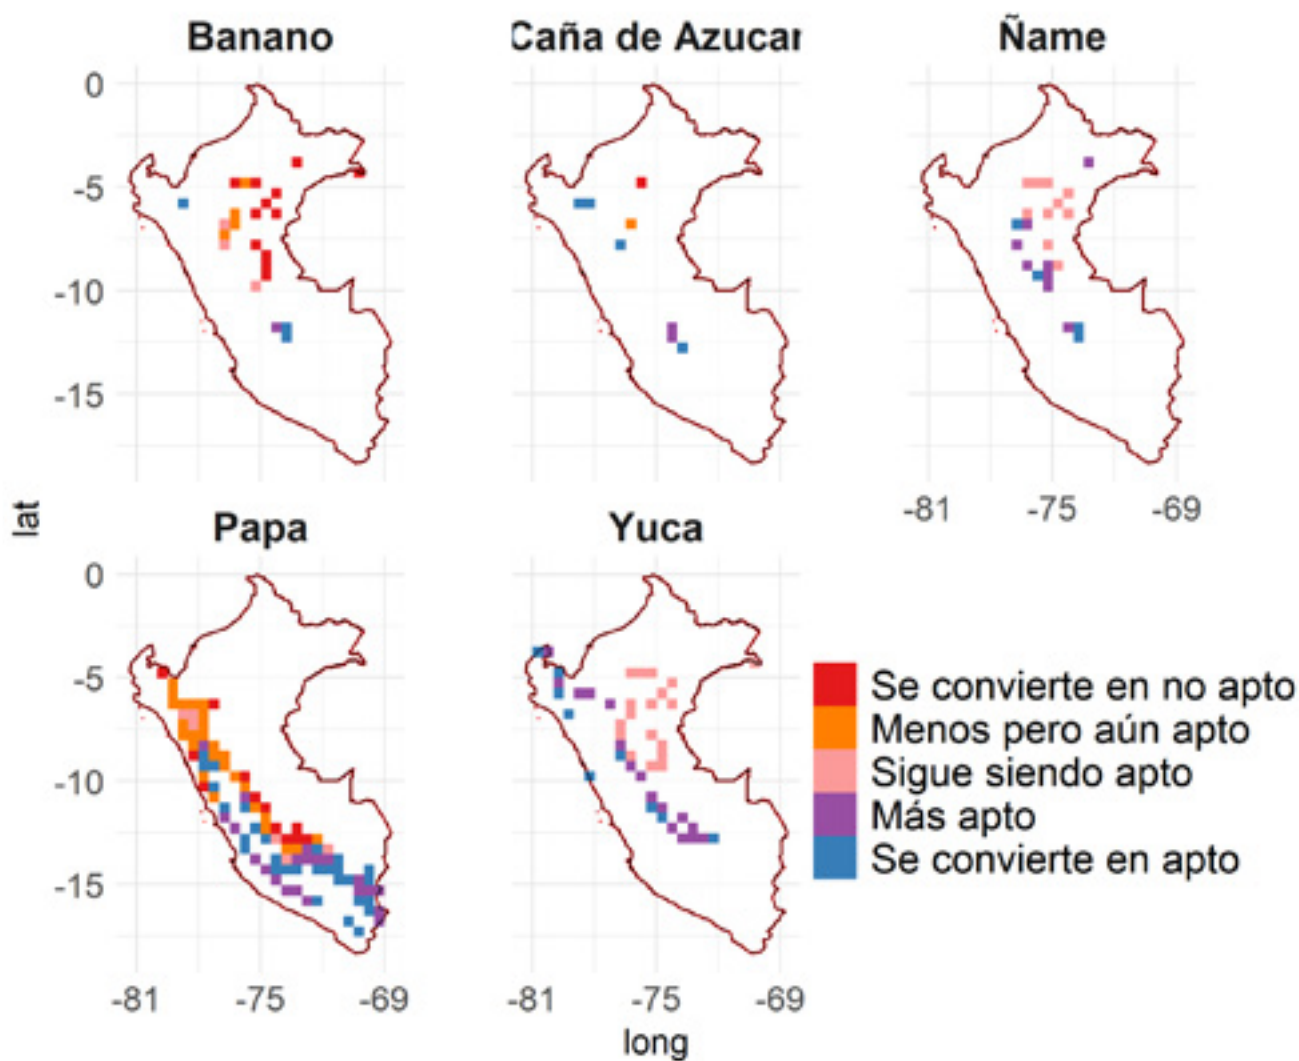 Banano
Caña de Azucar
Ñame
0
-5
-10
-15
-81 -75 -69
lat
Papa
Yuca
0
-5
-10
-15
Se convierte en no apto
Menos pero aún apto
Sigue siendo apto
Más apto
Se convierte en apto
-81 -75 -69
-81 -75 -69
long